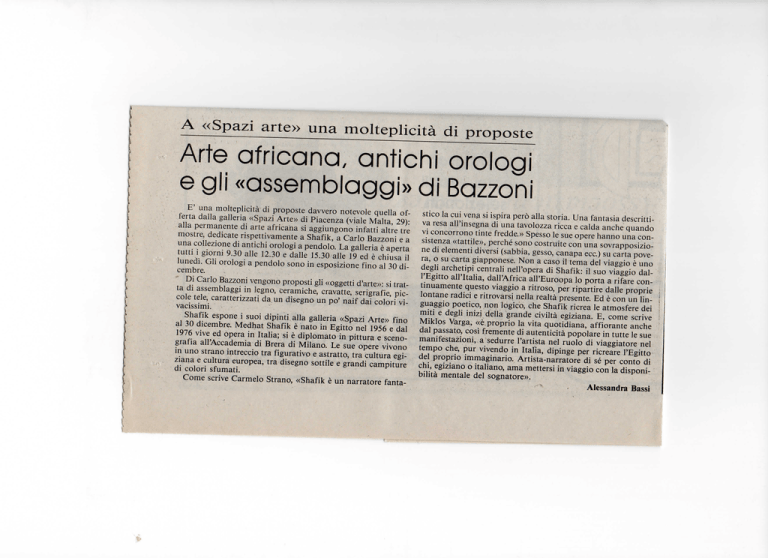 A «Spazi arte» una molteplicità di proposte
Arte africana, antichi orologi
e gli «assemblaggi» di Bazzoni
E' una molteplicità di proposte davvero notevole quella of-
ferta dalla galleria «Spazi Arte» di Piacenza (viale Malta, 29):
alla permanente di arte africana si aggiungono infatti altre tre
mostre, dedicate rispettivamente a Shafik, a Carlo Bazzoni e a
una collezione di antichi orologi a pendolo. La galleria è aperta
tutti i giorni 9.30 alle 12.30 e dalle 15.30 alle 19 ed è chiusa il
lunedì. Gli orologi a pendolo sono in esposizione fino al 30 di-
cembre.
Di Carlo Bazzoni vengono proposti gli «oggetti d'arte»: si trat-
ta di assemblaggi in legno, ceramiche, cravatte, serigrafie, pic-
cole tele, caratterizzati da un disegno un po' naif dai colori vi-
vacissimi.
Shafik espone i suoi dipinti alla galleria «Spazi Arte» fino
al 30 dicembre. Medhat Shafik è nato in Egitto nel 1956 e dal
1976 vive ed opera in Italia; si è diplomato in pittura e sceno-
grafia all'Accademia di Brera di Milano. Le sue opere vivono
in uno strano intreccio tra figurativo e astratto, tra cultura egi-
ziana e cultura europea, tra disegno sottile e grandi campiture
di colori sfumati.
Come scrive Carmelo Strano, «Shafik è un narratore fanta-
stico la cui vena si ispira però alla storia. Una fantasia descritti-
va resa all'insegna di una tavolozza ricca e calda anche quando
vi concorrono tinte fredde.» Spesso le sue opere hanno una con-
sistenza «tattile», perché sono costruite con una sovrapposizio-
ne di elementi diversi (sabbia, gesso, canapa ecc.) su carta pove-
ra, o su carta giapponese. Non a caso il tema del viaggio è uno
degli archetipi centrali nell'opera di Shafik: il suo viaggio dal-
l'Egitto all'Italia, dall'Africa all'Euroopa lo porta a rifare con-
tinuamente questo viaggio a ritroso, per ripartire dalle proprie
lontane radici e ritrovarsi nella realtà presente. Ed è con un lin-
guaggio poetico, non logico, che Shafik ricrea le atmosfere dei
miti e degli inizi della grande civiltà egiziana. E, come scrive
Miklos Varga, «è proprio la vita quotidiana, affiorante anche
dal passato, così fremente di autenticità popolare in tutte le sue
manifestazioni, a sedurre l'artista nel ruolo di viaggiatore nel
tempo che, pur vivendo in Italia, dipinge per ricreare l'Egitto
del proprio immaginario. Artista-narratore di sé per conto di
chi, egiziano o italiano, ama mettersi in viaggio con la disponi-
bilità mentale del sognatore».
Alessandra Bassi